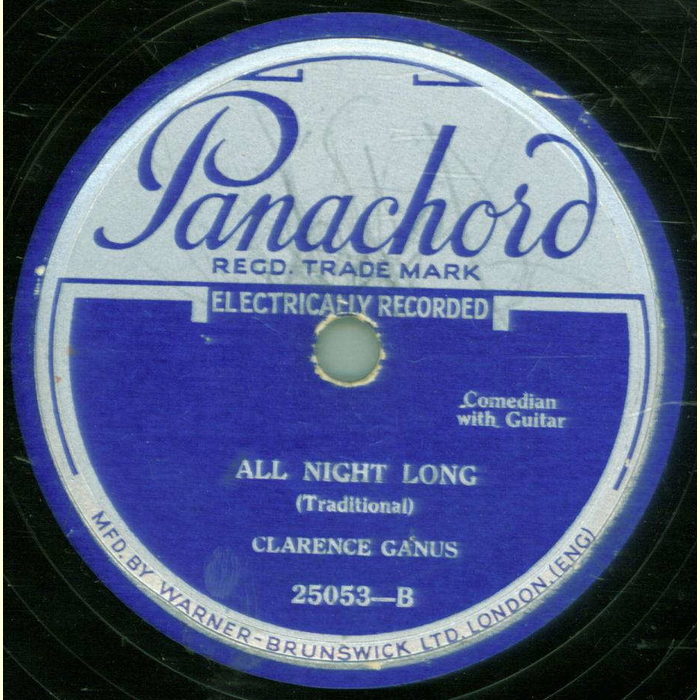 Panachord
REGD. TRADE MARK
ELECTRICALLY RECORDED
Comedian
with Guitar
ALL NIGHT LONG
(Traditional)
CLARENCE GANUS
25053—B
MFD. BY WARNER-BRUNSWICK LTD. LONDON. (ENG)